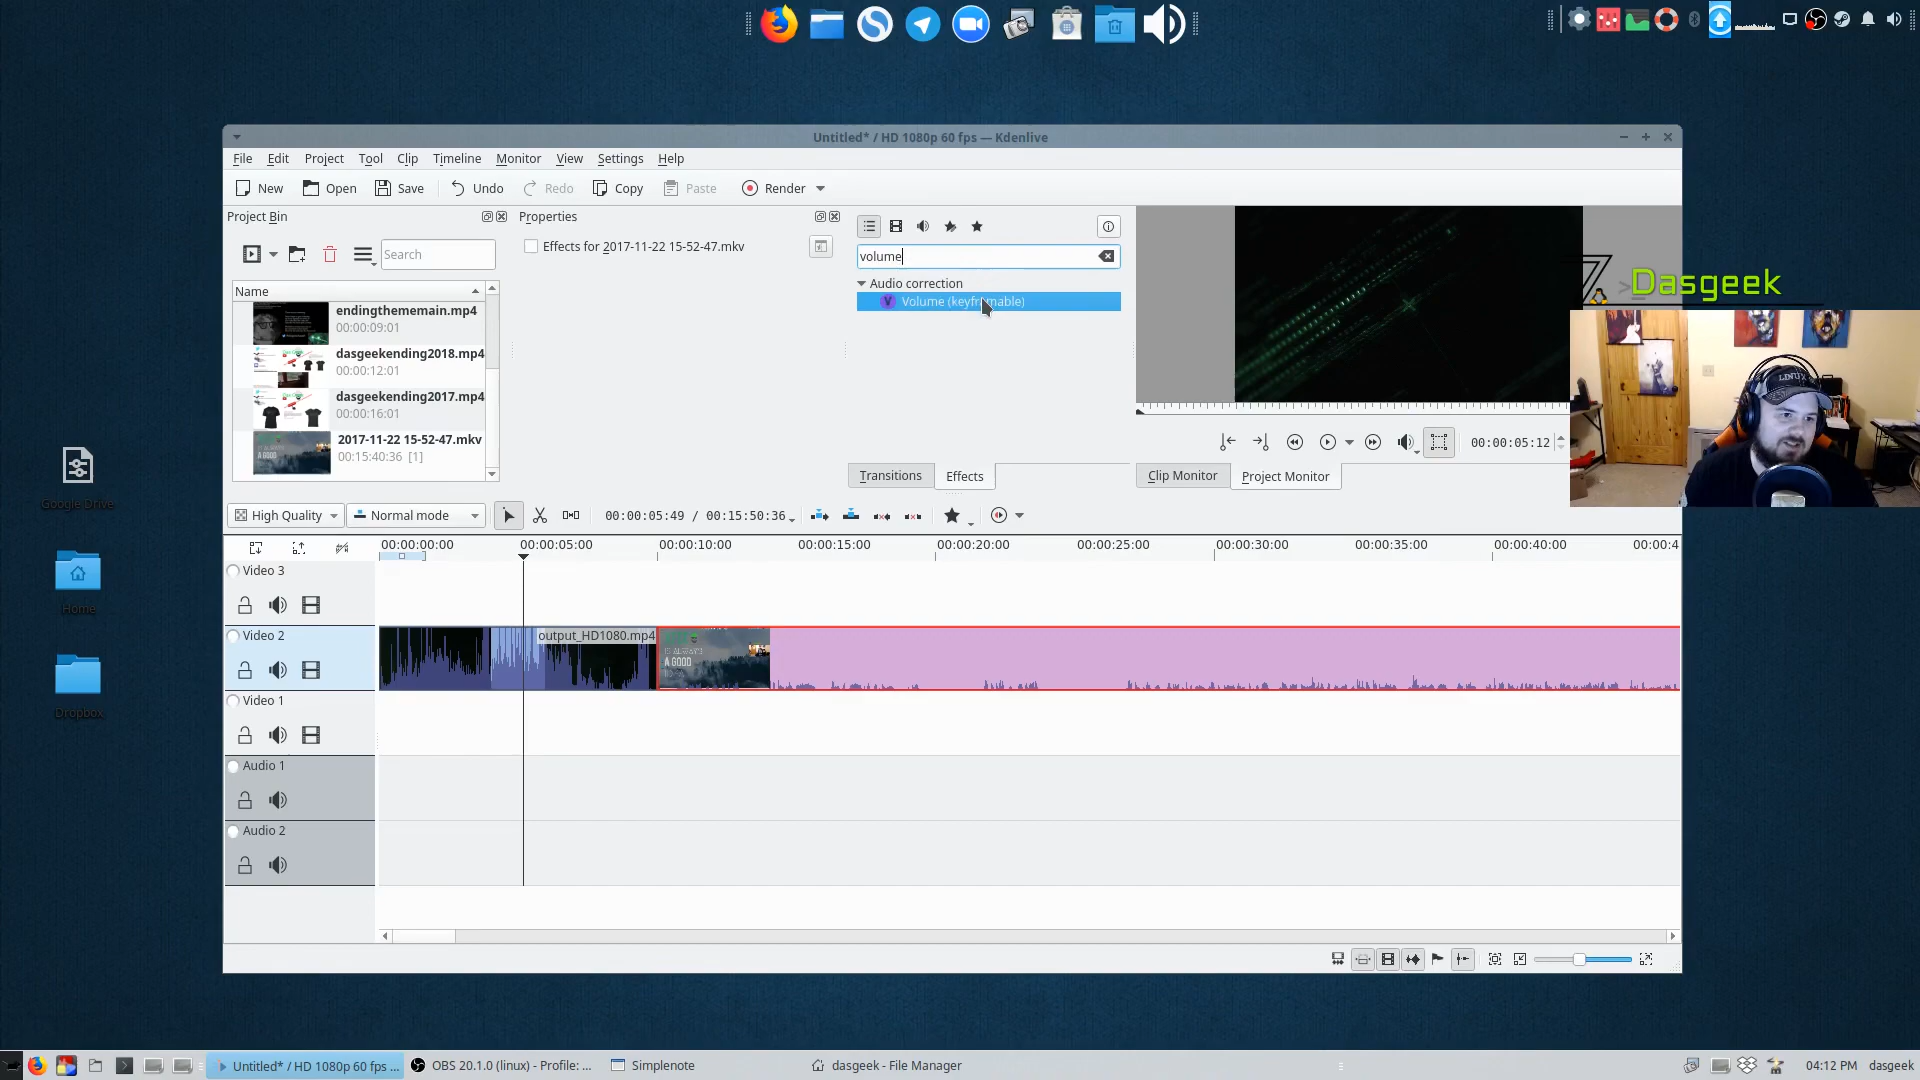 Untitled* / HD 1080p 60 fps — Kdenlive
File Edit Project Tool Clip Timeline Monitor View Settings Help
New Open Save Undo Redo Copy Paste Render
Project Bin
Properties
Search
Effects for 2017-11-22 15-52-47.mkv
volume
Audio correction
V Volume (keyframable)
Name
endingthememain.mp4
00:00:09:01
dasgeekending2018.mp4
00:00:12:01
dasgeekending2017.mp4
00:00:16:01
2017-11-22 15-52-47.mkv
00:15:40:36 [1]
Transitions Effects
Clip Monitor Project Monitor
00:00:05:12
>_Dasgeek
LINUX
Google Drive
Home
Dropbox
High Quality Normal mode
00:00:05:49 / 00:15:50:36
00:00:00:00 00:00:05:00 00:00:10:00 00:00:15:00 00:00:20:00 00:00:25:00 00:00:30:00 00:00:35:00 00:00:40:00 00:00:4
Video 3
Video 2
output_HD1080.mp4
IS ALWAYS
A GOOD
Video 1
Audio 1
Audio 2
Untitled* / HD 1080p 60 fps ...
OBS 20.1.0 (linux) - Profile: ...
Simplenote
dasgeek - File Manager
04:12 PM
dasgeek